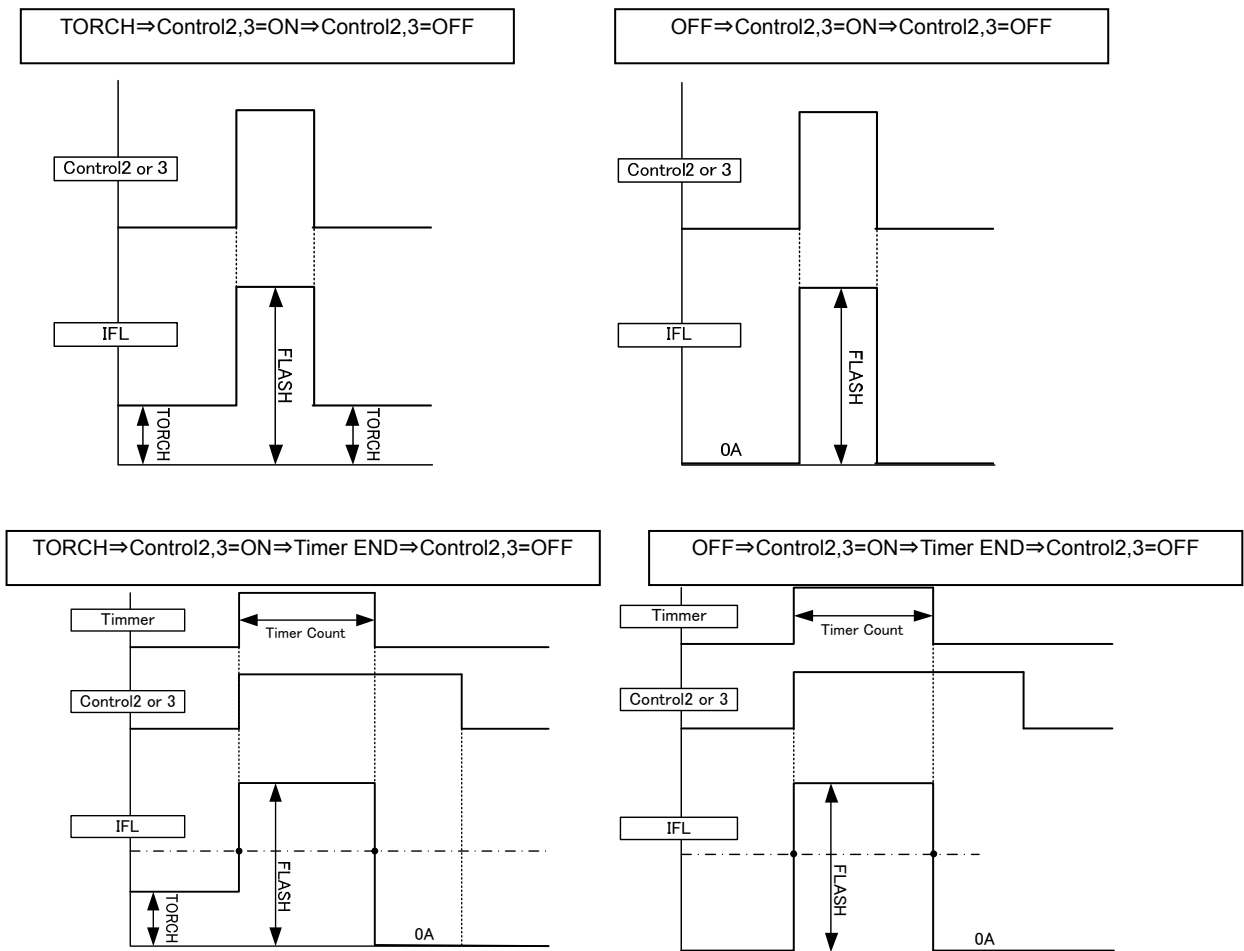 TORCH⇒Control2,3=ON⇒Control2,3=OFF
Control2 or 3
IFL
FLASH
TORCH
TORCH
OFF⇒Control2,3=ON⇒Control2,3=OFF
Control2 or 3
IFL
FLASH
0A
TORCH⇒Control2,3=ON⇒Timer END⇒Control2,3=OFF
Timmer
Timer Count
Control2 or 3
IFL
FLASH
TORCH
0A
OFF⇒Control2,3=ON⇒Timer END⇒Control2,3=OFF
Timmer
Timer Count
Control2 or 3
IFL
FLASH
0A